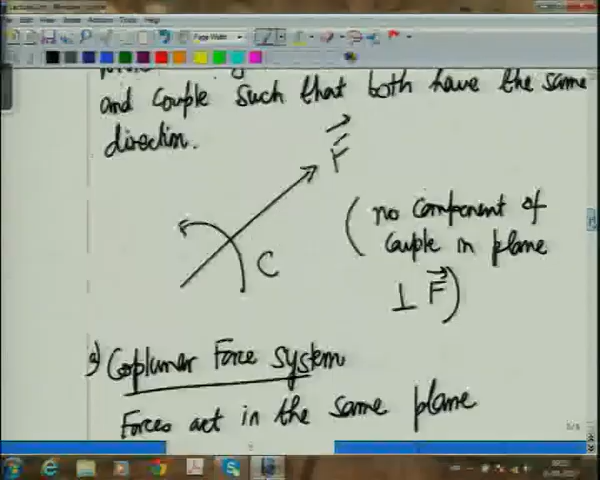 and couple such that both have the same
direction.
F
C
(no component of
couple in plane
⊥ F)
a) Coplanar Force System
Forces act in the same plane